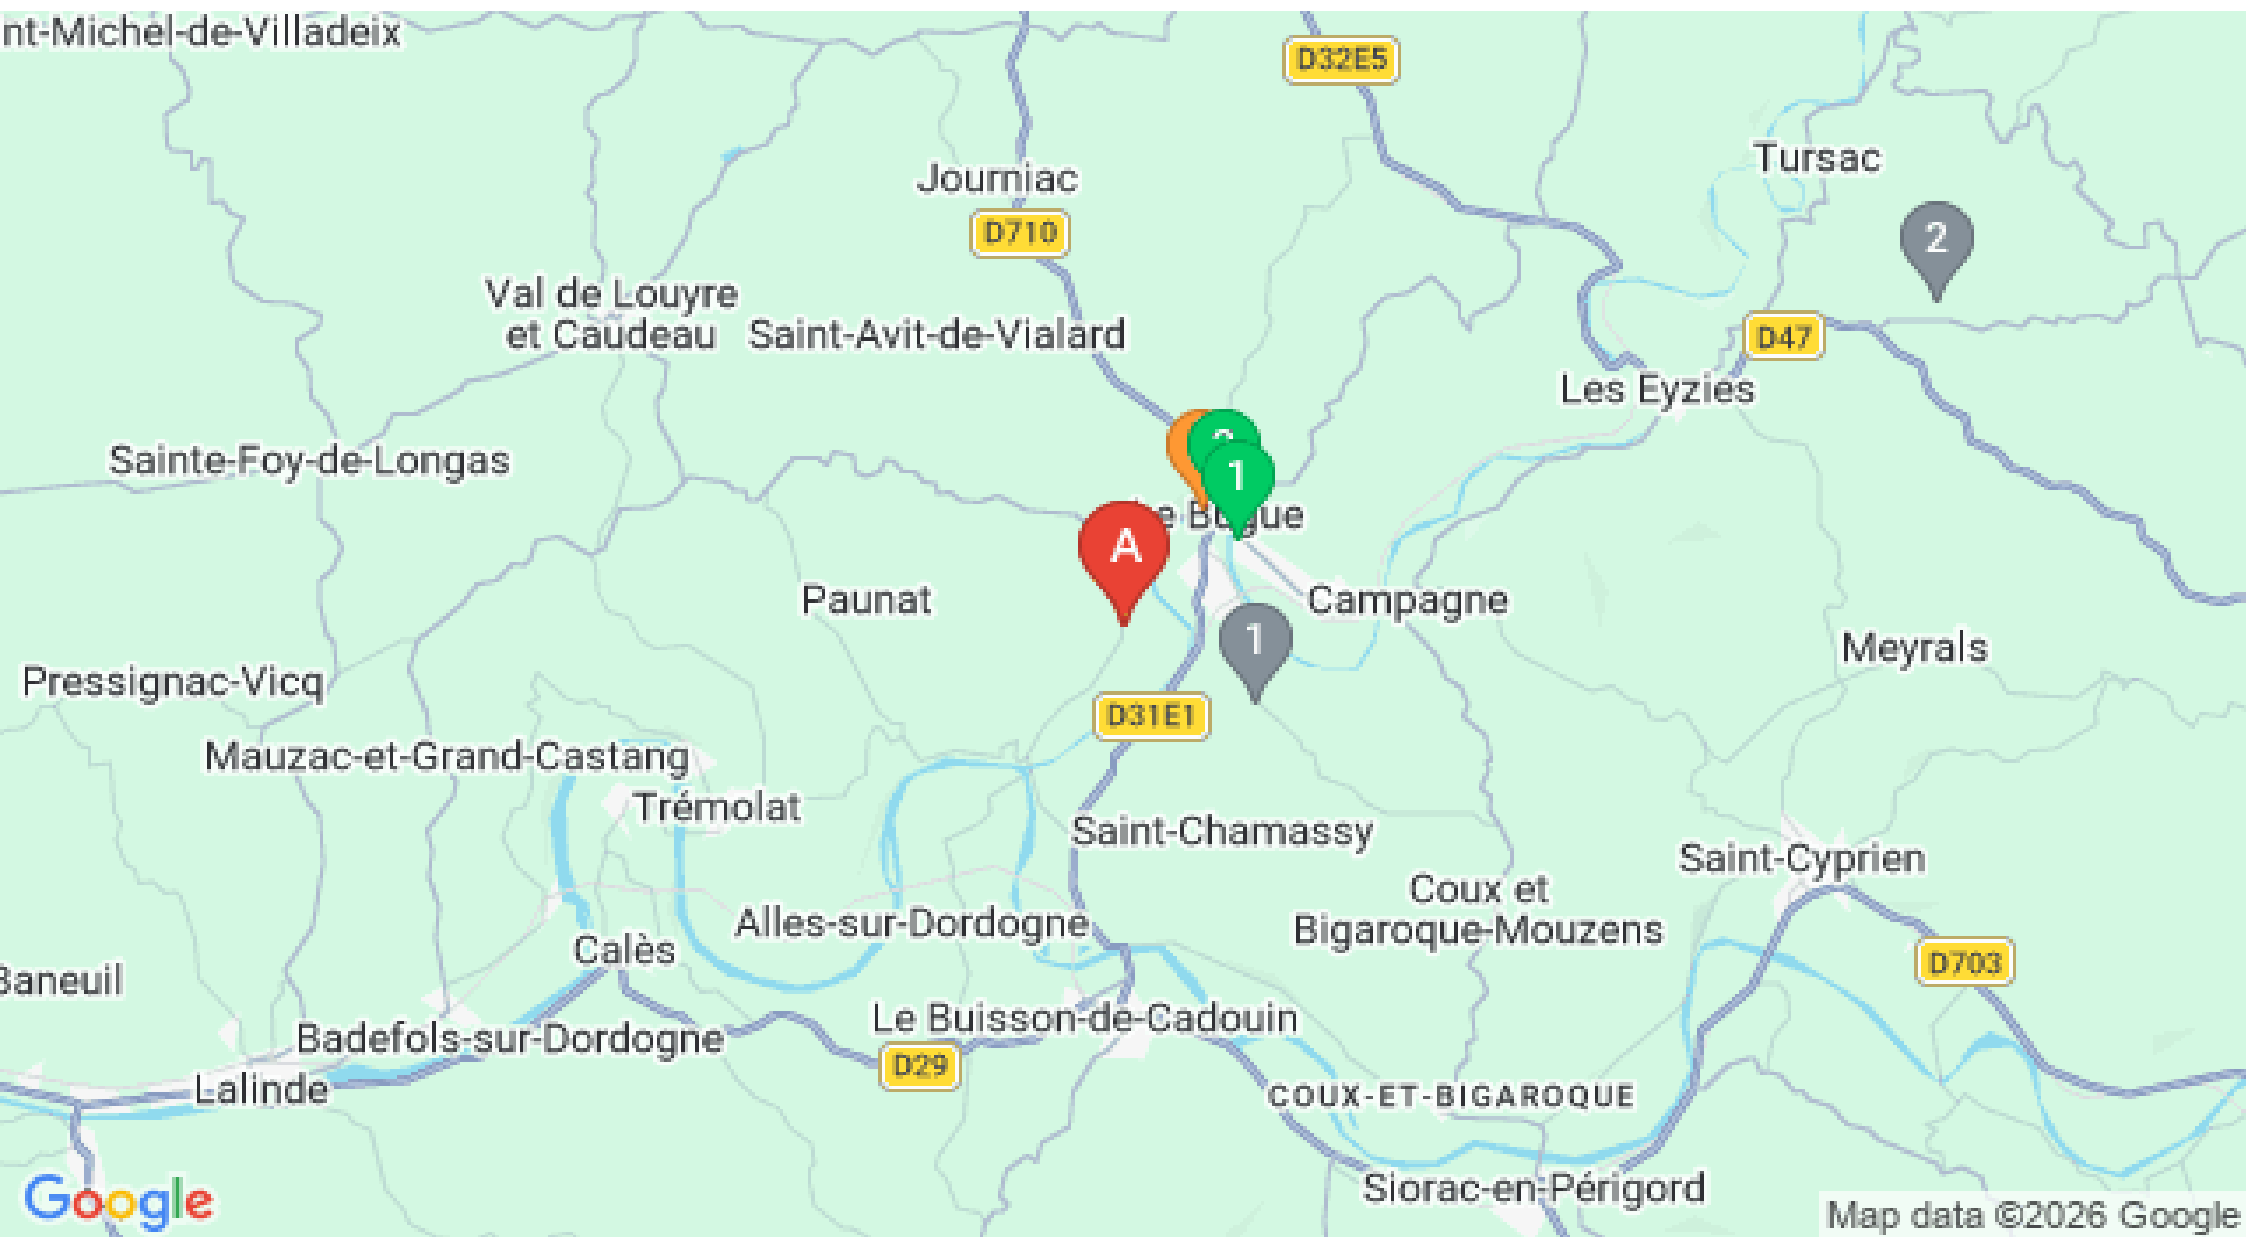 nt-Michel-de-Villadeix
D32E5
Tursac
Journiac
D710
2
Val de Louyre
et Caudeau
Saint-Avit-de-Vialard
D47
Les Eyzies
Sainte-Foy-de-Longas
1
A
Le Bugue
Paunat
Campagne
1
Meyrals
Pressignac-Vicq
D31E1
Mauzac-et-Grand-Castang
Trémolat
Saint-Chamassy
Saint-Cyprien
Coux et
Bigaroque-Mouzens
Alles-sur-Dordogne
Calès
D703
Baneuil
Le Buisson-de-Cadouin
Badefols-sur-Dordogne
D29
Lalinde
COUX-ET-BIGAROQUE
Siorac-en-Périgord
Google
Map data ©2026 Google